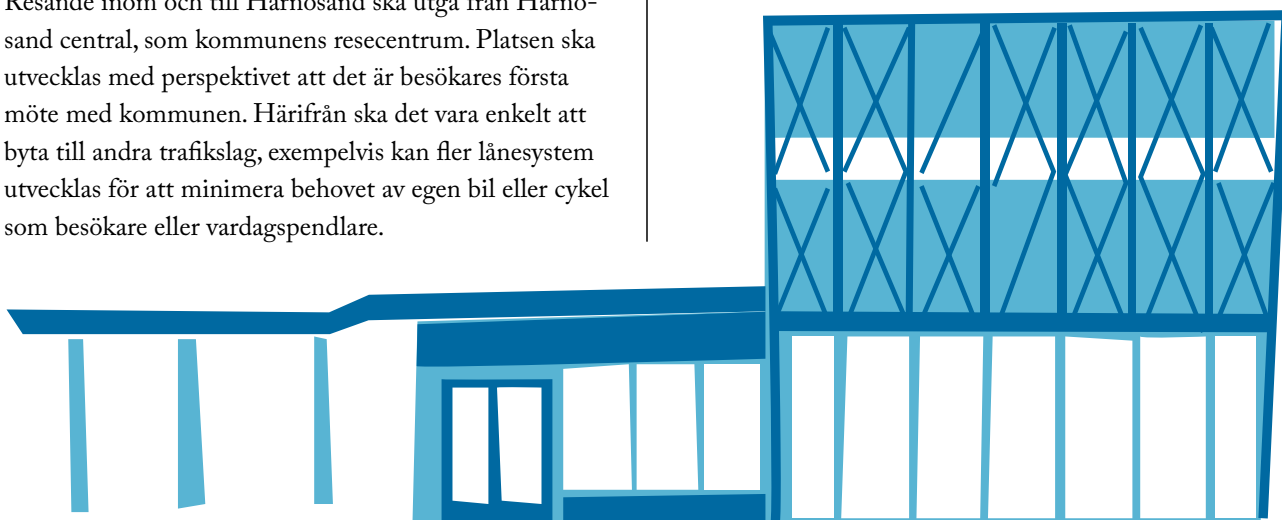 Resande inom och till Härnösand ska utgå från Härnö-
sand central, som kommunens resecentrum. Platsen ska
utvecklas med perspektivet att det är besökares första
möte med kommunen. Härifrån ska det vara enkelt att
byta till andra trafikslag, exempelvis kan fler lånesystem
utvecklas för att minimera behovet av egen bil eller cykel
som besökare eller vardagspendlare.